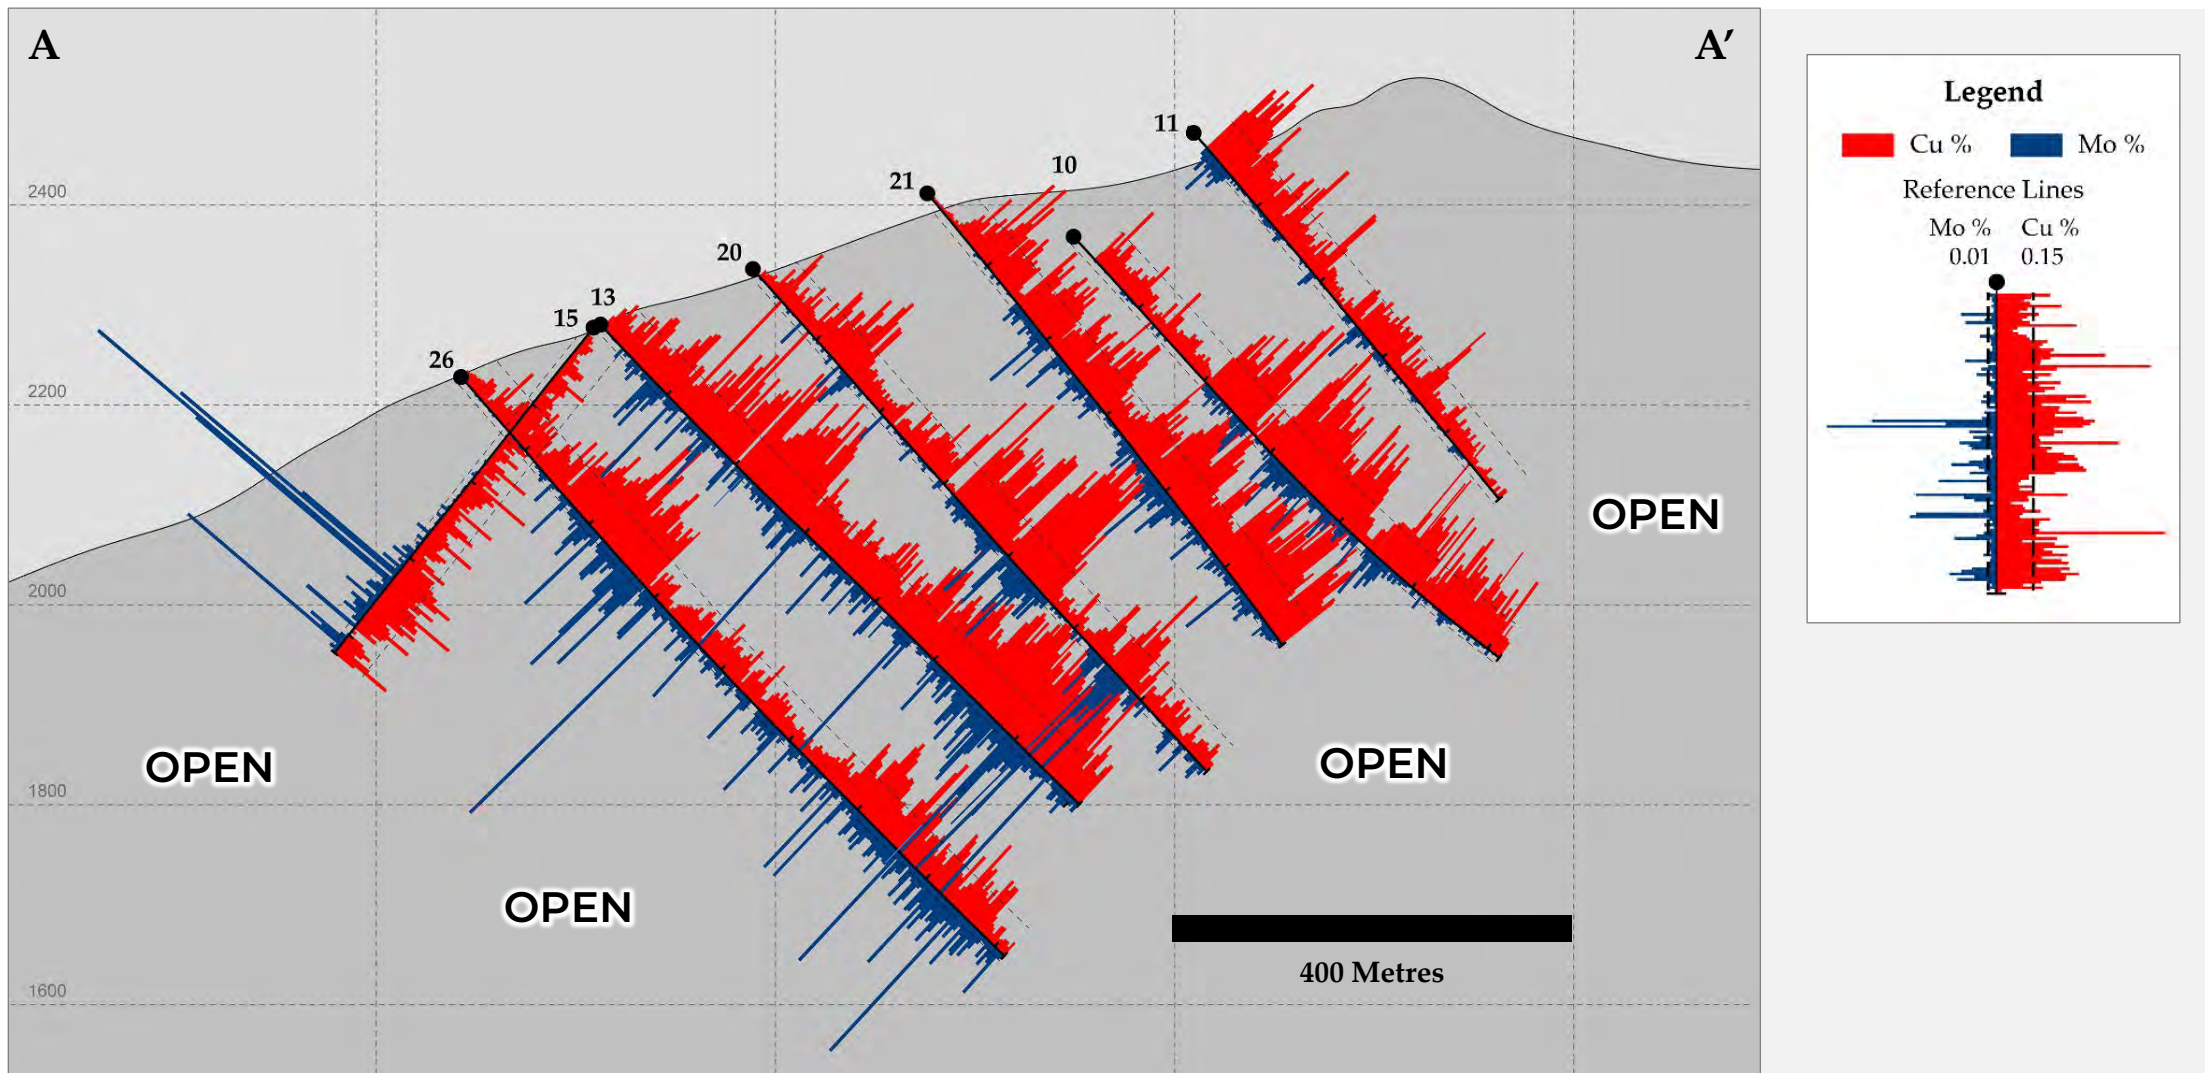 A
A′
11
10
21
2400
20
13
15
26
2200
OPEN
2000
OPEN
OPEN
1800
OPEN
400 Metres
1600
Legend
Cu %
Mo %
Reference Lines
Mo % Cu %
0.01 0.15